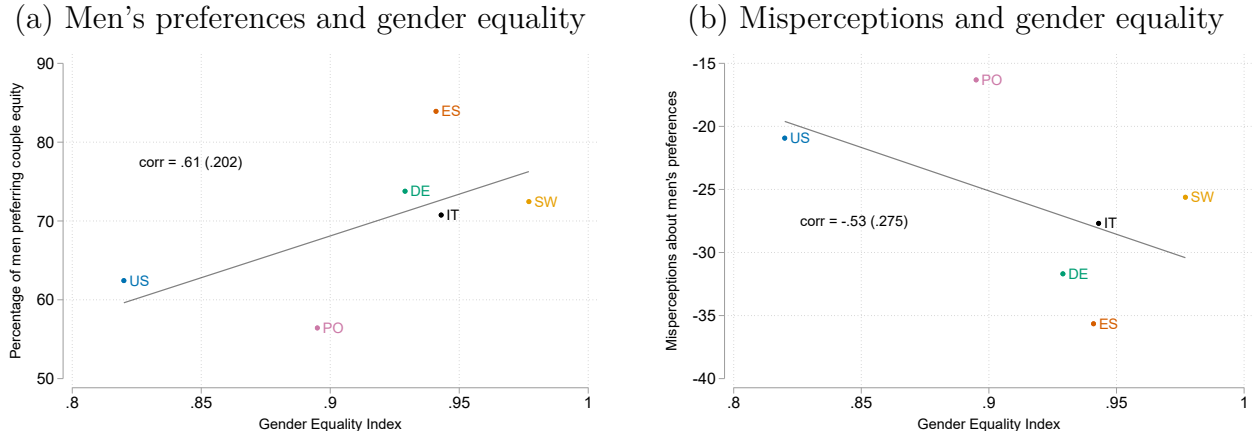 (a) Men's preferences and gender equality
90
80
70
60
50
Percentage of men preferring couple equity
corr = .61 (.202)
ES
DE
IT
SW
US
PO
.8
.85
.9
.95
1
Gender Equality Index
(b) Misperceptions and gender equality
-15
-20
-25
-30
-35
-40
Misperceptions about men's preferences
PO
US
SW
corr = -.53 (.275)
IT
DE
ES
.8
.85
.9
.95
1
Gender Equality Index